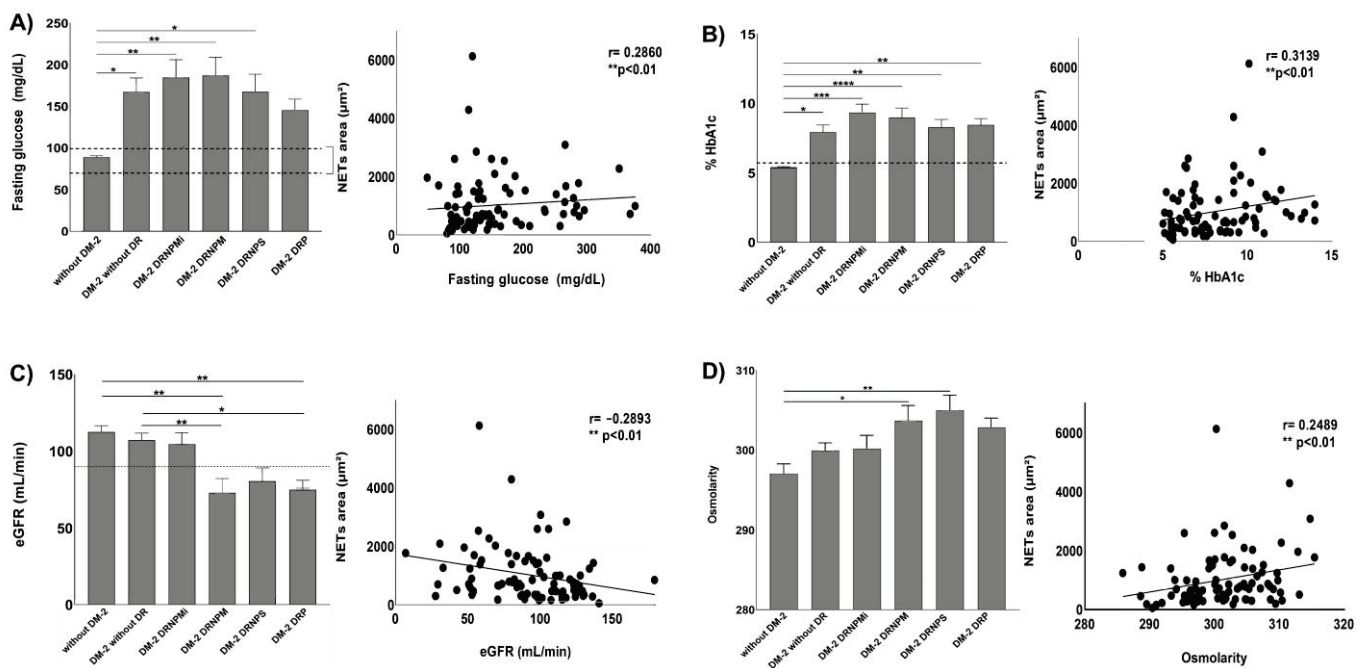 A)
Fasting glucose (mg/dL)
250
200
150
100
50
0
*
**
**
*
without DM-2
DM-2 without DR
DM-2 DRNPMi
DM-2 DRNPM
DM-2 DRNPS
DM-2 DRP
NETs area (µm²)
6000
4000
2000
0
r= 0.2860
**p<0.01
0 100 200 300 400
Fasting glucose (mg/dL)
B)
% HbA1c
15
10
5
0
**
**
****
***
*
without DM-2
DM-2 without DR
DM-2 DRNPMi
DM-2 DRNPM
DM-2 DRNPS
DM-2 DRP
NETs area (µm²)
6000
4000
2000
0
r= 0.3139
**p<0.01
0 5 10 15
% HbA1c
C)
eGFR (mL/min)
150
100
50
0
**
**
*
**
without DM-2
DM-2 without DR
DM-2 DRNPMi
DM-2 DRNPM
DM-2 DRNPS
DM-2 DRP
NETs area (µm²)
6000
4000
2000
0
r= −0.2893
** p<0.01
0 50 100 150
eGFR (mL/min)
D)
Osmolarity
310
300
290
280
**
*
without DM-2
DM-2 without DR
DM-2 DRNPMi
DM-2 DRNPM
DM-2 DRNPS
DM-2 DRP
NETs area (µm²)
6000
4000
2000
0
r= 0.2489
** p<0.01
280 290 300 310 320
Osmolarity